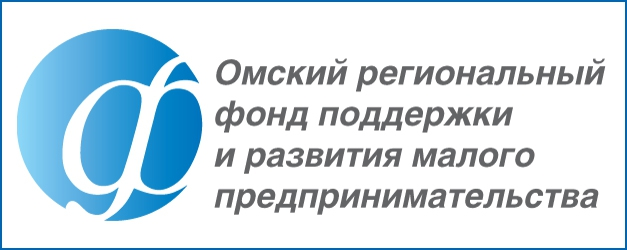 ф
Омский региональный
фонд поддержки
и развития малого
предпринимательства